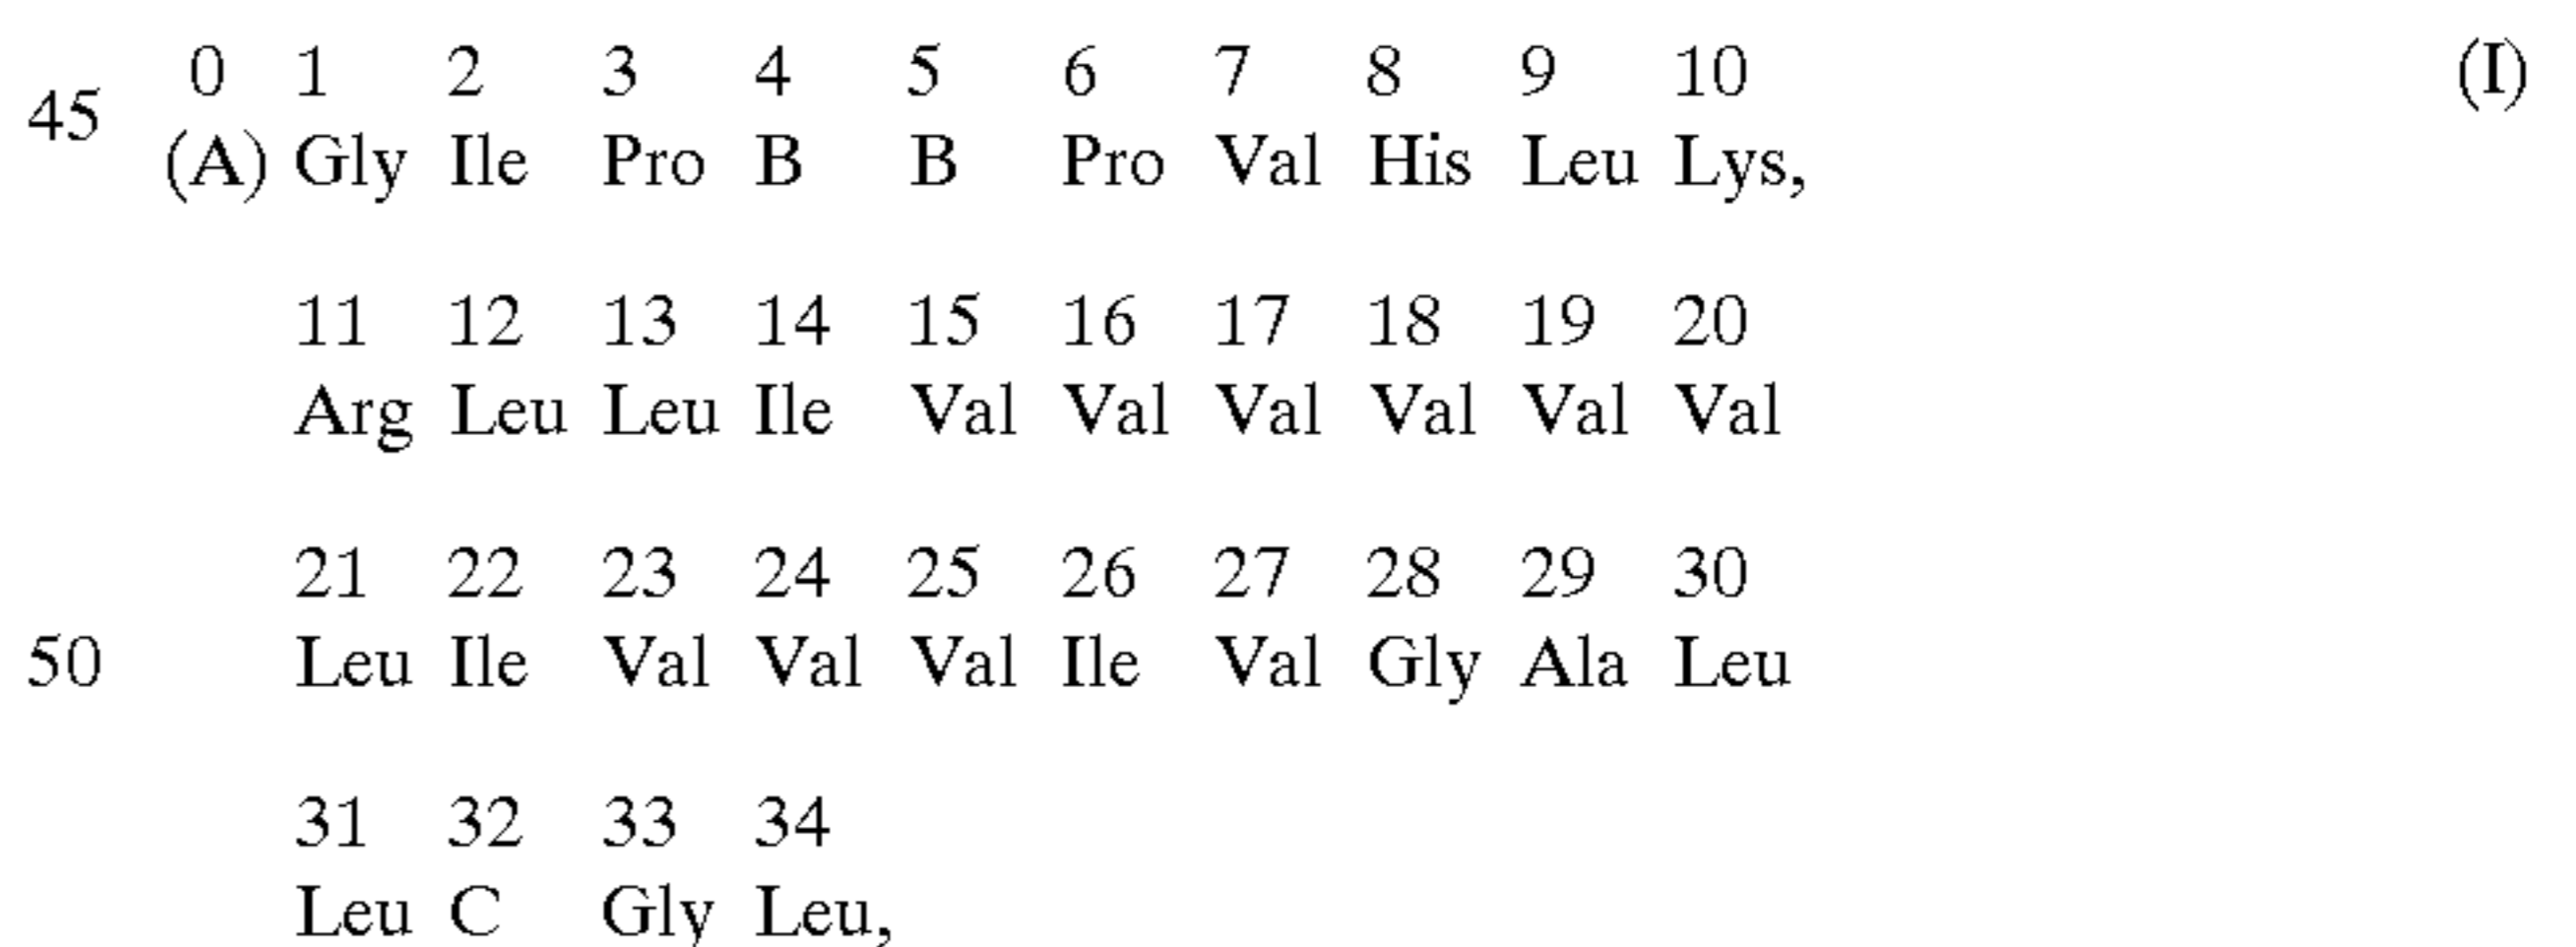 0 1 2 3 4 5 6 7 8 9 10 (I)
45 (A) Gly Ile Pro B B Pro Val His Leu Lys,
11 12 13 14 15 16 17 18 19 20
Arg Leu Leu Ile Val Val Val Val Val Val
21 22 23 24 25 26 27 28 29 30
50 Leu Ile Val Val Val Ile Val Gly Ala Leu
31 32 33 34
Leu C Gly Leu,